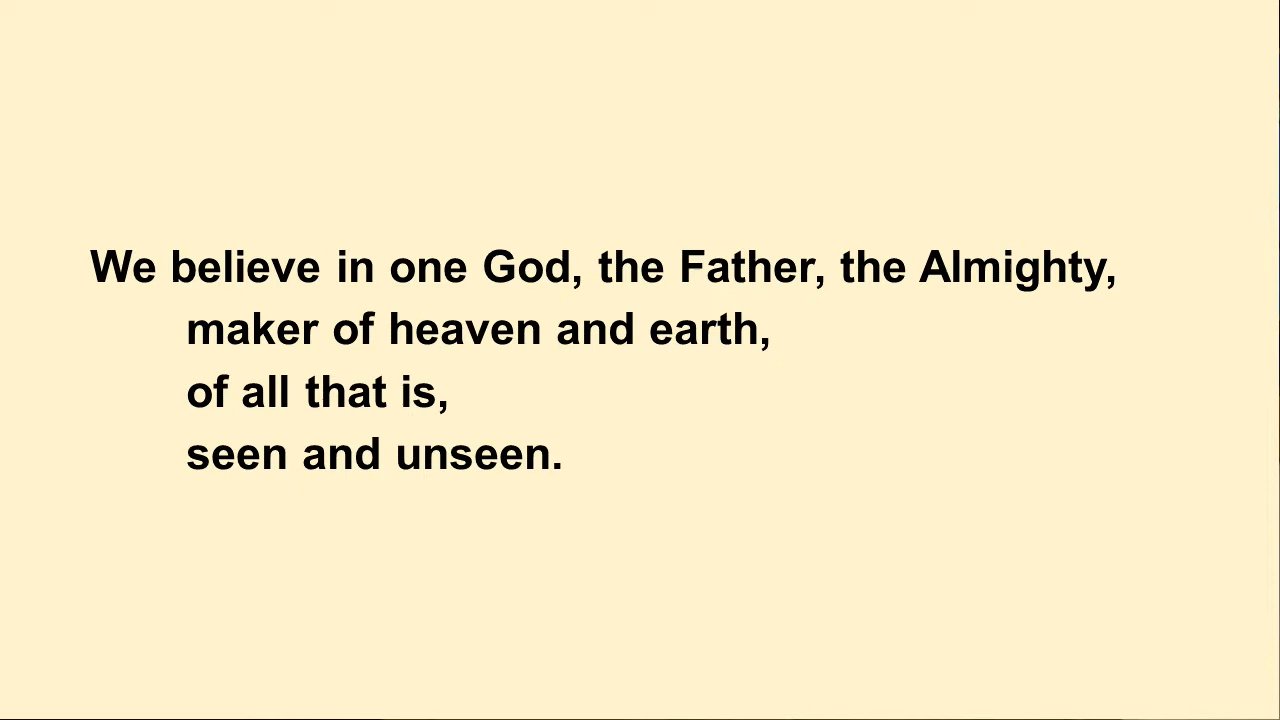 We believe in one God, the Father, the Almighty,
maker of heaven and earth,
of all that is,
seen and unseen.